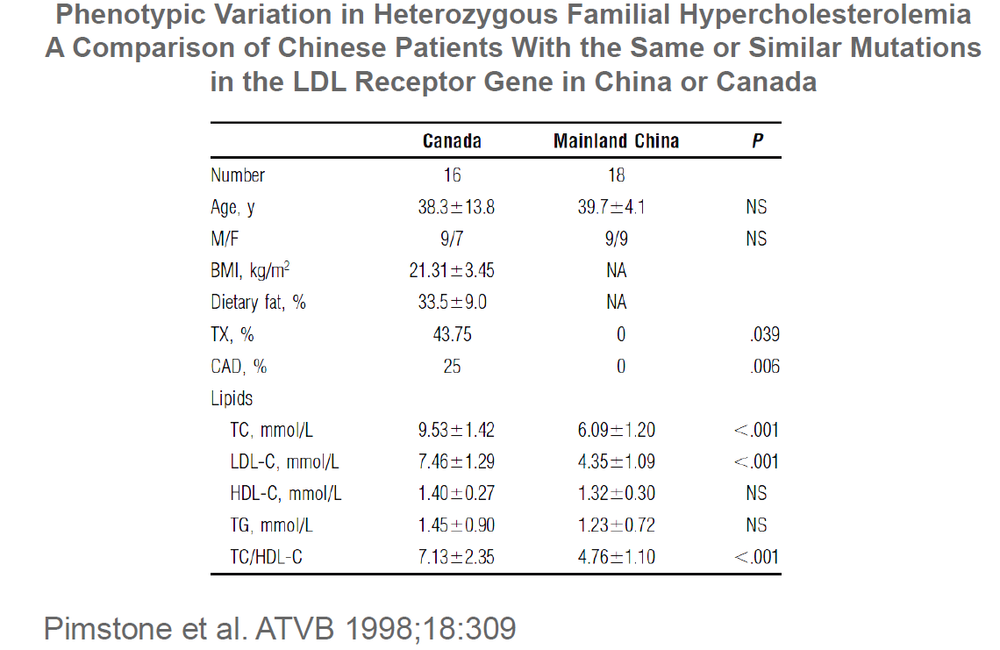 Phenotypic Variation in Heterozygous Familial Hypercholesterolemia
A Comparison of Chinese Patients With the Same or Similar Mutations
in the LDL Receptor Gene in China or Canada
Canada Mainland China P
Number 16 18
Age, y 38.3±13.8 39.7±4.1 NS
M/F 9/7 9/9 NS
BMI, kg/m² 21.31±3.45 NA
Dietary fat, % 33.5±9.0 NA
TX, % 43.75 0 .039
CAD, % 25 0 .006
Lipids
TC, mmol/L 9.53±1.42 6.09±1.20 <.001
LDL-C, mmol/L 7.46±1.29 4.35±1.09 <.001
HDL-C, mmol/L 1.40±0.27 1.32±0.30 NS
TG, mmol/L 1.45±0.90 1.23±0.72 NS
TC/HDL-C 7.13±2.35 4.76±1.10 <.001
Pimstone et al. ATVB 1998;18:309